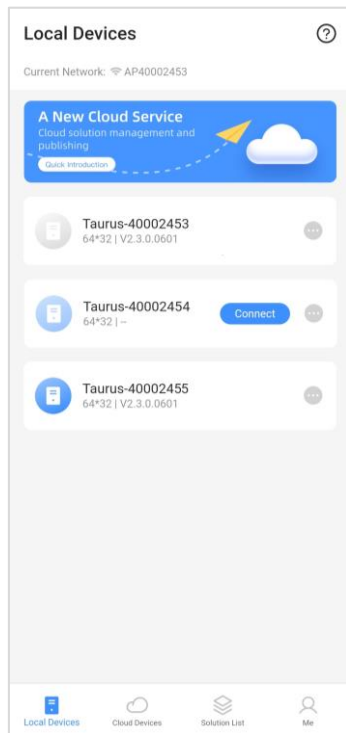 Local Devices
Current Network: AP40002453
A New Cloud Service
Cloud solution management and
publishing
Quick Introduction
Taurus-40002453
64*32 | V2.3.0.0601
Taurus-40002454
64*32 | --
Connect
Taurus-40002455
64*32 | V2.3.0.0601
Local Devices
Cloud Devices
Solution List
Me